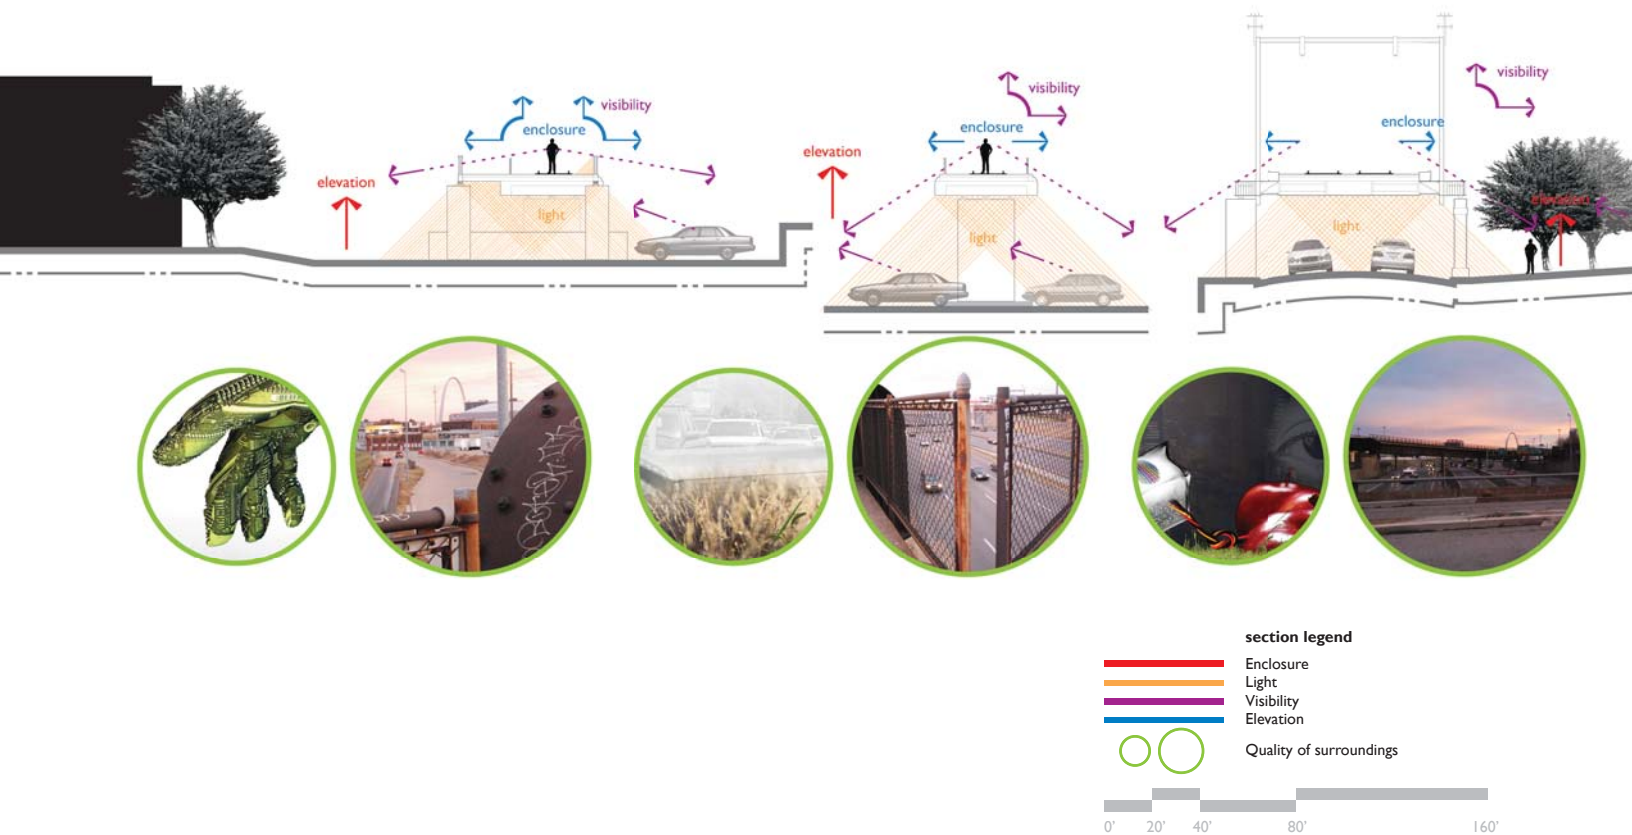 visibility
enclosure
elevation
light
visibility
enclosure
elevation
light
visibility
enclosure
elevation
light
section legend
Enclosure
Light
Visibility
Elevation
Quality of surroundings
0' 20' 40' 80' 160'